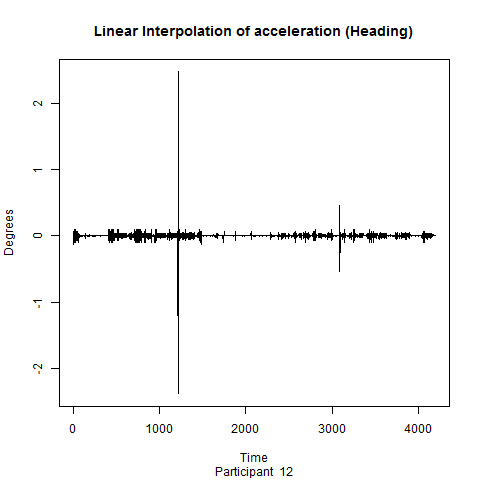 Linear Interpolation of acceleration (Heading)
Degrees
2
1
0
-1
-2
0 1000 2000 3000 4000
Time
Participant 12